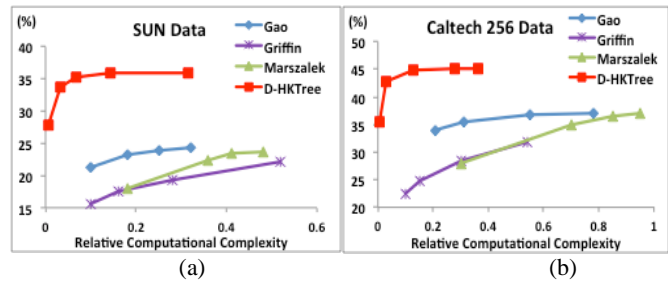 (%)
SUN Data
Gao
Griffin
Marszalek
D-HKTree
40
35
30
25
20
15
0
0.2
0.4
0.6
Relative Computational Complexity
(a)
(%)
Caltech 256 Data
Gao
Griffin
Marszalek
D-HKTree
50
45
40
35
30
25
20
0
0.2
0.4
0.6
0.8
1
Relative Computational Complexity
(b)